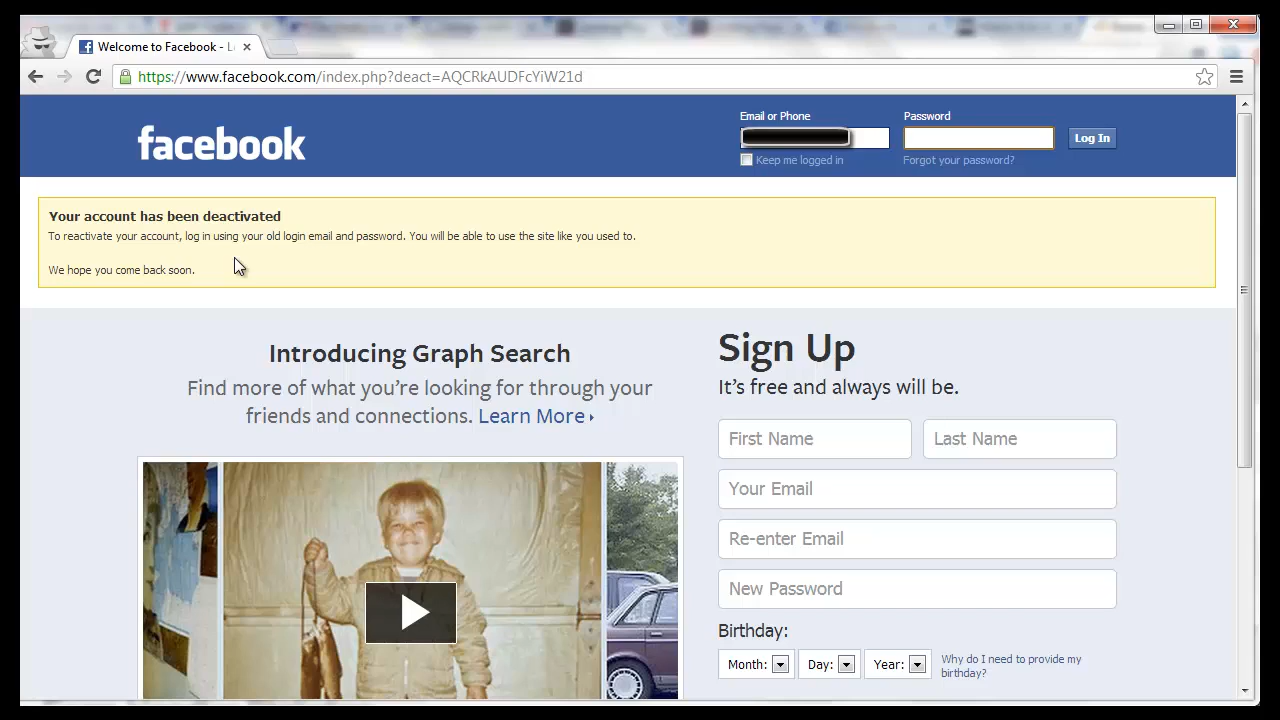 Welcome to Facebook - L
https://www.facebook.com/index.php?deact=AQCRkAUDFcYiW21d
facebook
Email or Phone
Password
Log In
Keep me logged in
Forgot your password?
Your account has been deactivated
To reactivate your account, log in using your old login email and password. You will be able to use the site like you used to.
We hope you come back soon.
Introducing Graph Search
Find more of what you're looking for through your
friends and connections. Learn More
Sign Up
It's free and always will be.
First Name
Last Name
Your Email
Re-enter Email
New Password
Birthday:
Month:
Day:
Year:
Why do I need to provide my
birthday?